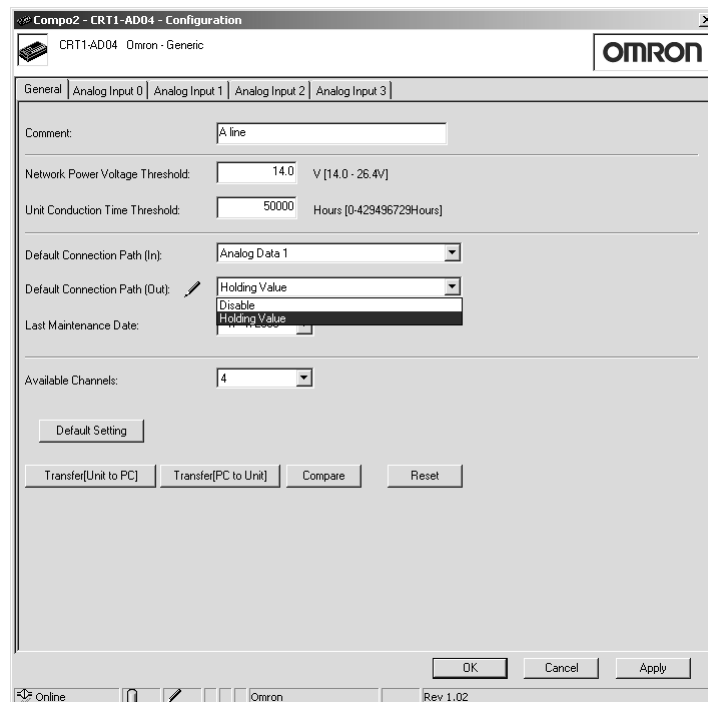 Compo2 - CRT1-AD04 - Configuration
CRT1-AD04 Omron - Generic
OMRON
General Analog Input 0 Analog Input 1 Analog Input 2 Analog Input 3
Comment: A line
Network Power Voltage Threshold: 14.0 V [14.0 - 26.4V]
Unit Conduction Time Threshold: 50000 Hours [0-429496729Hours]
Default Connection Path (In): Analog Data 1
Default Connection Path (Out): Holding Value
Disable
Holding Value
Last Maintenance Date:
Available Channels: 4
Default Setting
Transfer[Unit to PC] Transfer[PC to Unit] Compare Reset
OK Cancel Apply
Online Omron Rev 1.02